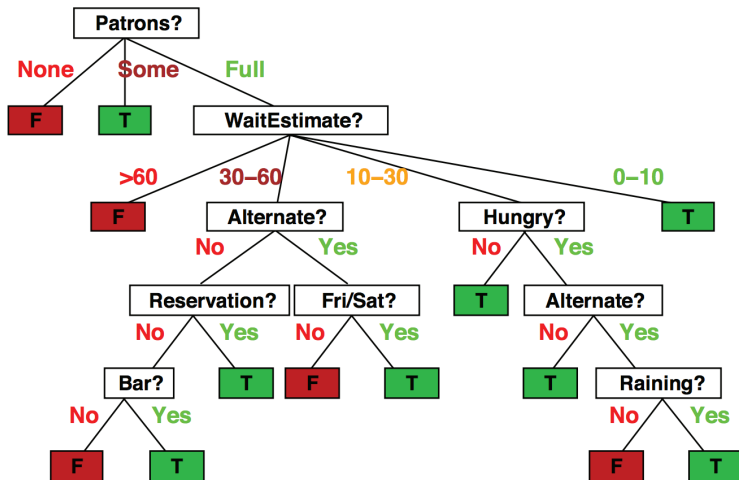 Patrons?
None Some Full
F T WaitEstimate?
>60 30–60 10–30 0–10
F Alternate? Hungry? T
No Yes No Yes
Reservation? Fri/Sat? T Alternate?
No Yes No Yes No Yes
Bar? T F T T Raining?
No Yes No Yes
F T F T